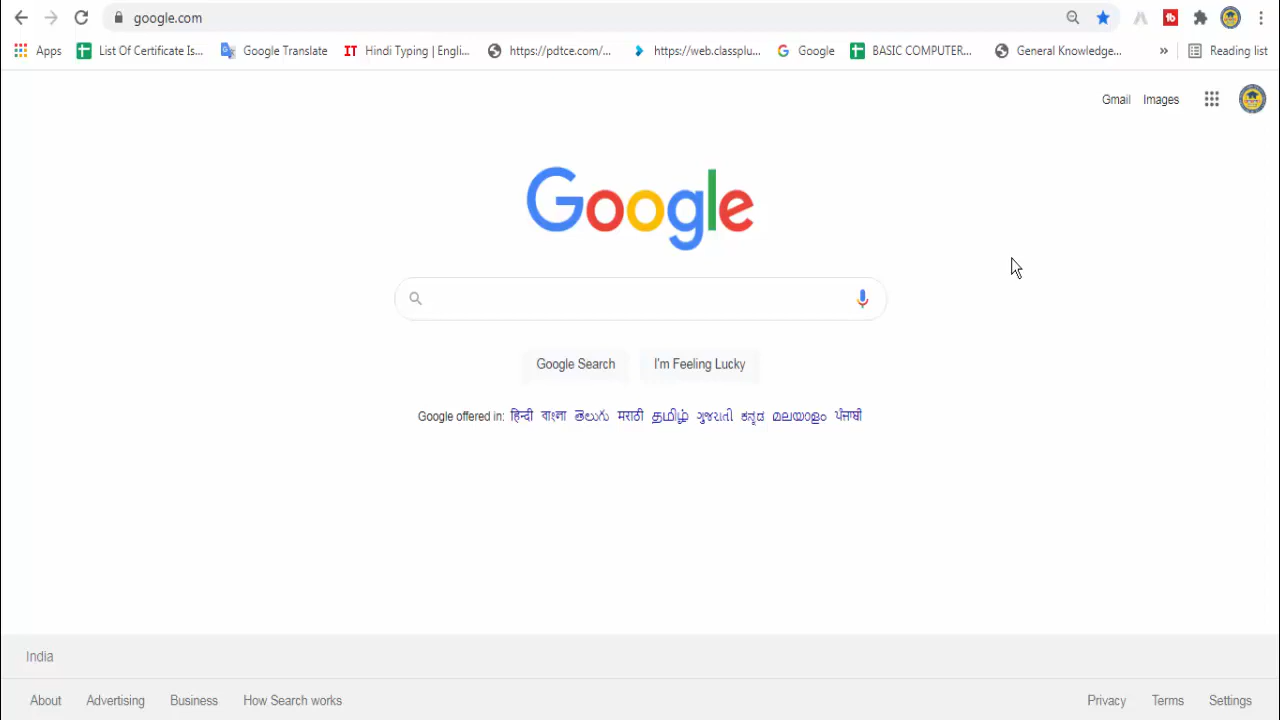 google.com
Apps List Of Certificate Is... Google Translate IT Hindi Typing | Engli... https://pdtce.com/... https://web.classplu... Google BASIC COMPUTER... General Knowledge... » Reading list
Gmail Images
Google
Google Search I'm Feeling Lucky
Google offered in: हिन्दी বাংলা తెలుగు मराठी தமிழ் ગુજરાતી ಕನ್ನಡ മലയാളം ਪੰਜਾਬੀ
India
About Advertising Business How Search works Privacy Terms Settings